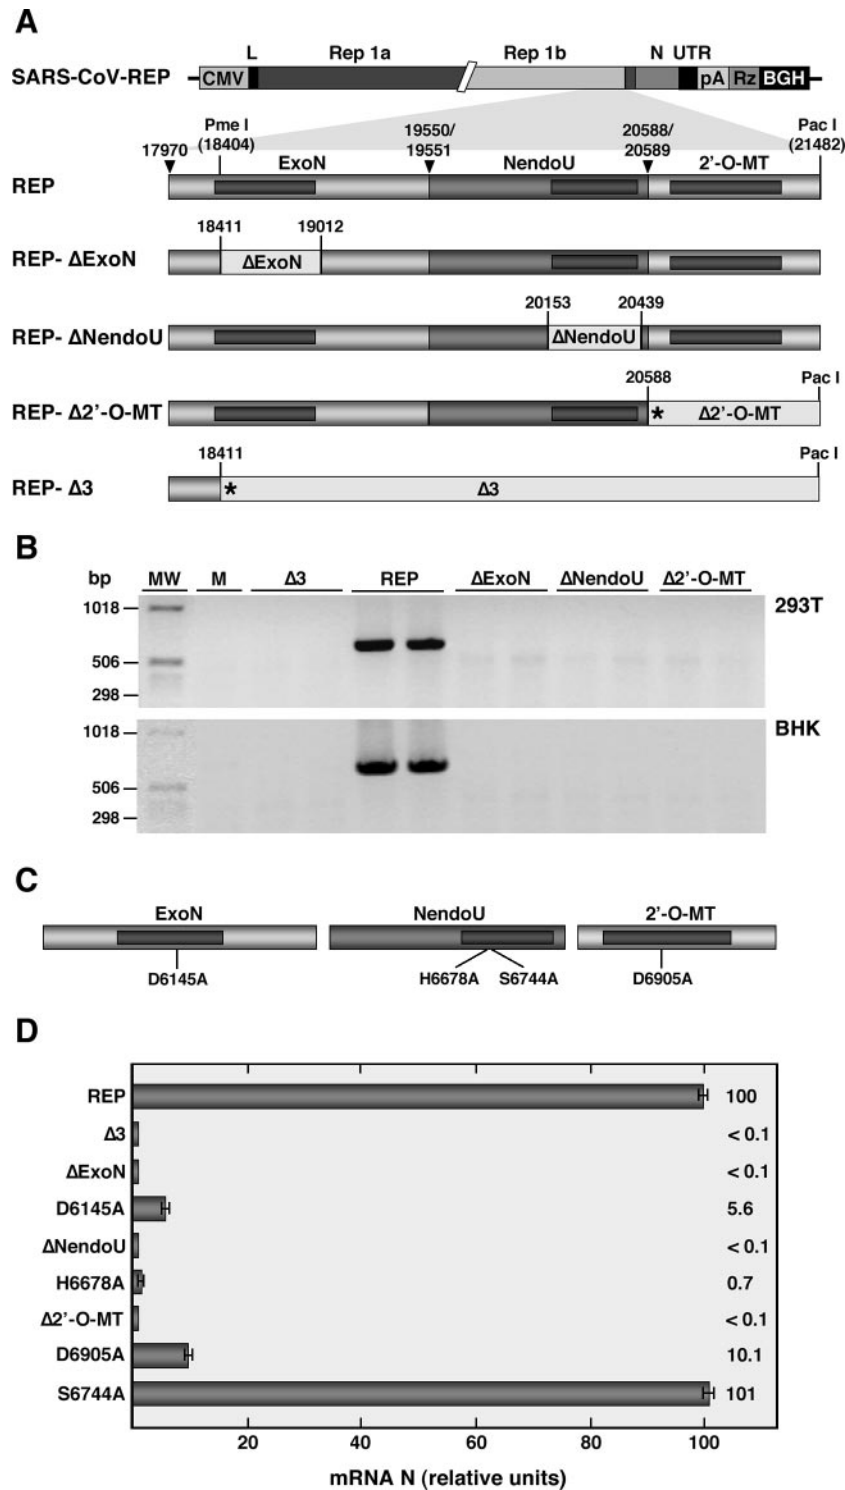 A
L Rep 1a Rep 1b N UTR
SARS-CoV-REP CMV pA Rz BGH
Pme I 19550/ 20588/ Pac I
17970 (18404) ExoN 19551 NendoU 20589 2'-O-MT (21482)
REP
18411 19012
REP- ΔExoN ΔExoN
20153 20439
REP- ΔNendoU ΔNendoU
20588 Pac I
REP- Δ2'-O-MT * Δ2'-O-MT
18411 Pac I
REP- Δ3 * Δ3
B
bp MW M Δ3 REP ΔExoN ΔNendoU Δ2'-O-MT
1018 293T
506
298
1018 BHK
506
298
C
ExoN NendoU 2'-O-MT
D6145A H6678A S6744A D6905A
D
REP 100
Δ3 < 0.1
ΔExoN < 0.1
D6145A 5.6
ΔNendoU < 0.1
H6678A 0.7
Δ2'-O-MT < 0.1
D6905A 10.1
S6744A 101
20 40 60 80 100
mRNA N (relative units)